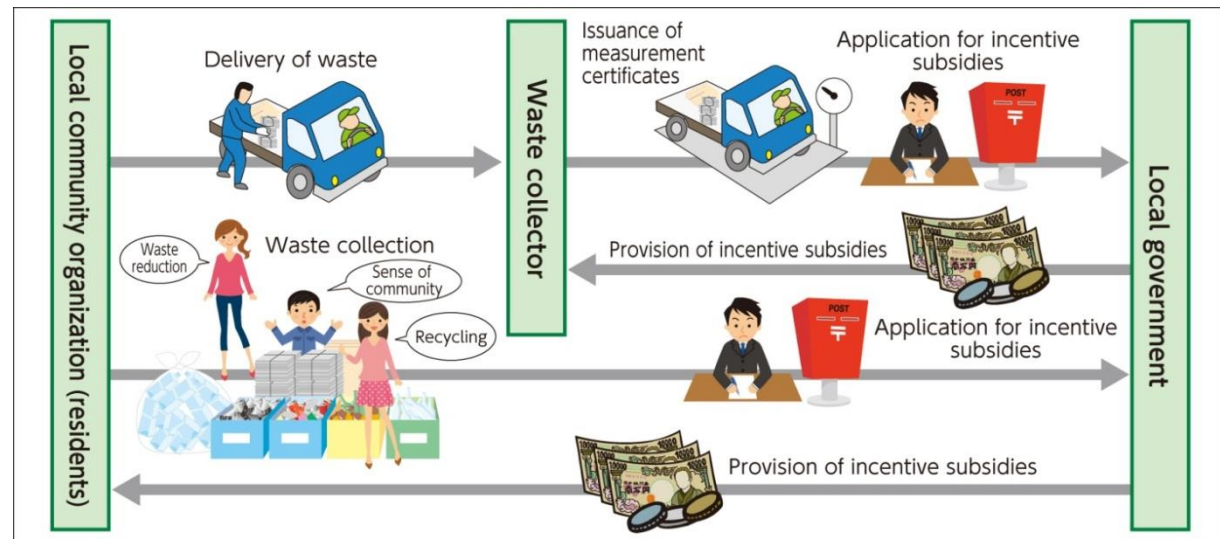 Local community organization (residents)
Delivery of waste
Waste collector
Issuance of
measurement
certificates
Application for incentive
subsidies
POST
〒
Local government
Waste
reduction
Waste collection
Sense of
community
Recycling
Provision of incentive subsidies
10000
POST
〒
Application for incentive
subsidies
10000
Provision of incentive subsidies